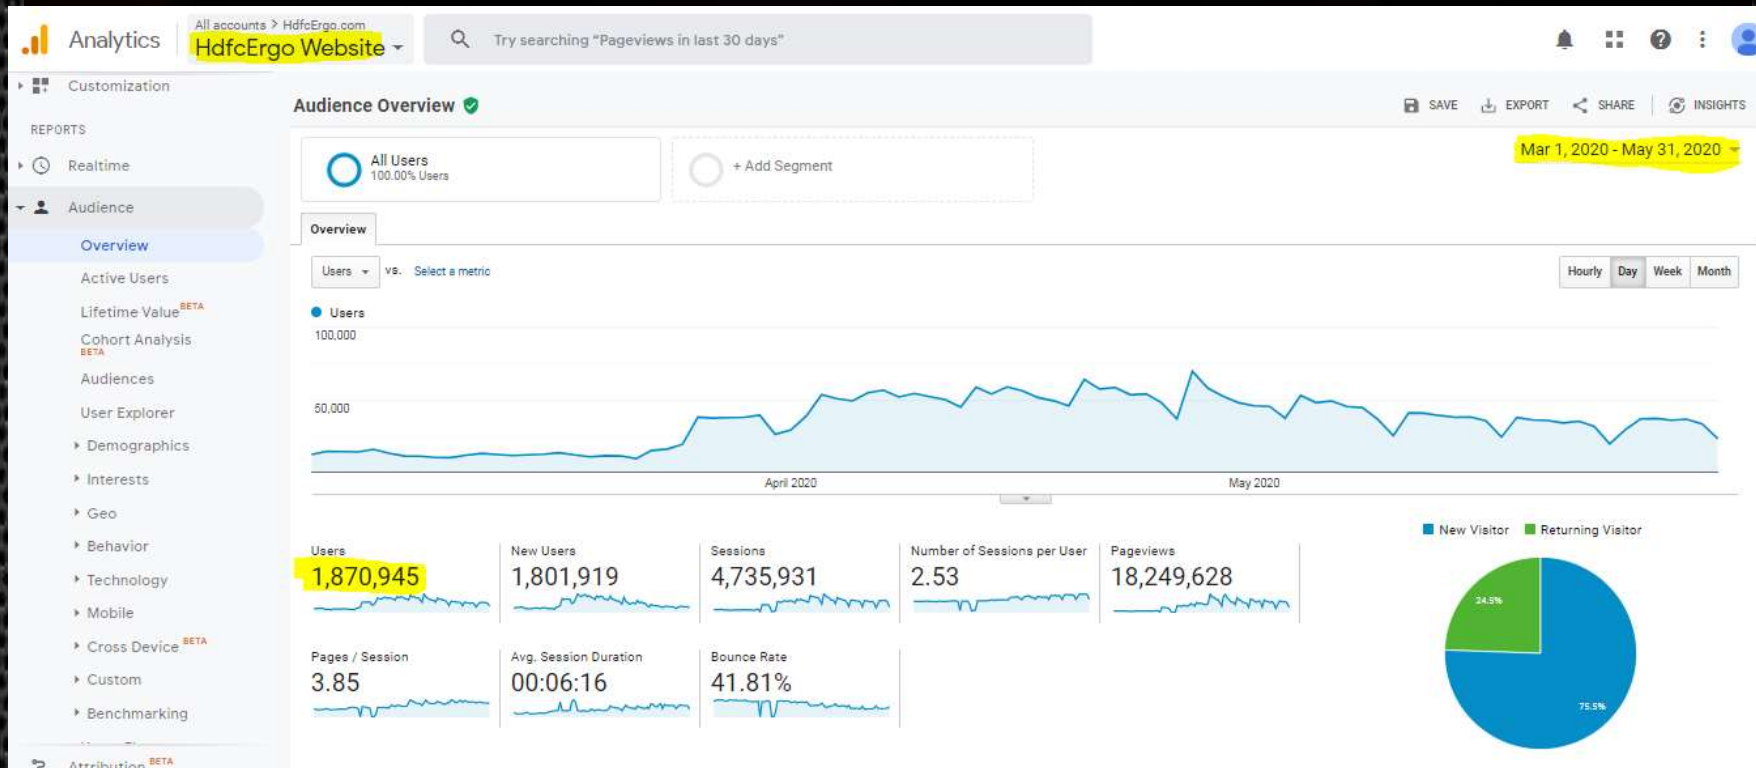 Analytics
All accounts > HdfcErgo.com
HdfcErgo Website
Try searching "Pageviews in last 30 days"
Customization
REPORTS
Realtime
Audience
Overview
Active Users
Lifetime Value BETA
Cohort Analysis
BETA
Audiences
User Explorer
Demographics
Interests
Geo
Behavior
Technology
Mobile
Cross Device BETA
Custom
Benchmarking
Attribution BETA
Audience Overview
SAVE EXPORT SHARE INSIGHTS
All Users
100.00% Users
+ Add Segment
Mar 1, 2020 - May 31, 2020
Overview
Users VS. Select a metric
Hourly Day Week Month
Users
100,000
50,000
April 2020 May 2020
Users
1,870,945
New Users
1,801,919
Sessions
4,735,931
Number of Sessions per User
2.53
Pageviews
18,249,628
Pages / Session
3.85
Avg. Session Duration
00:06:16
Bounce Rate
41.81%
New Visitor Returning Visitor
24.5%
75.5%